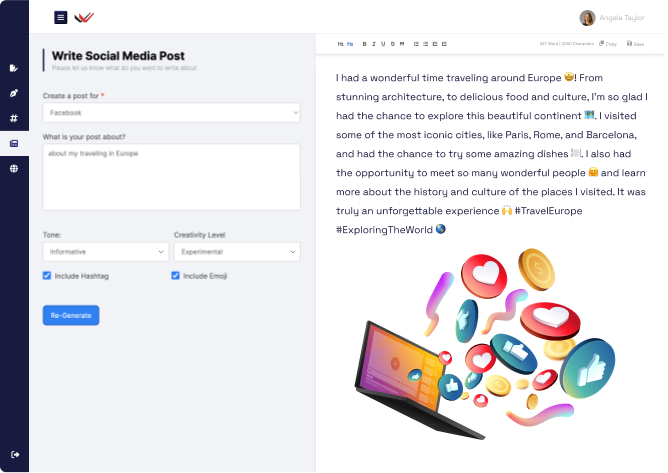 Angela Taylor
Write Social Media Post
Please let us know what do you want to write about
Create a post for *
Facebook
What is your post about?
about my traveling in Europe
Tone:
Creativity Level
Informative
Experimental
Include Hashtag
Include Emoji
Re-Generate
H₁ H₂ B I U S
Copy
Save
I had a wonderful time traveling around Europe 🤩! From
stunning architecture, to delicious food and culture, I'm so glad I
had the chance to explore this beautiful continent 🏞️. I visited
some of the most iconic cities, like Paris, Rome, and Barcelona,
and had the chance to try some amazing dishes 🍽️. I also had
the opportunity to meet so many wonderful people 🤗 and learn
more about the history and culture of the places I visited. It was
truly an unforgettable experience 🙌 #TravelEurope
#ExploringTheWorld 🌎